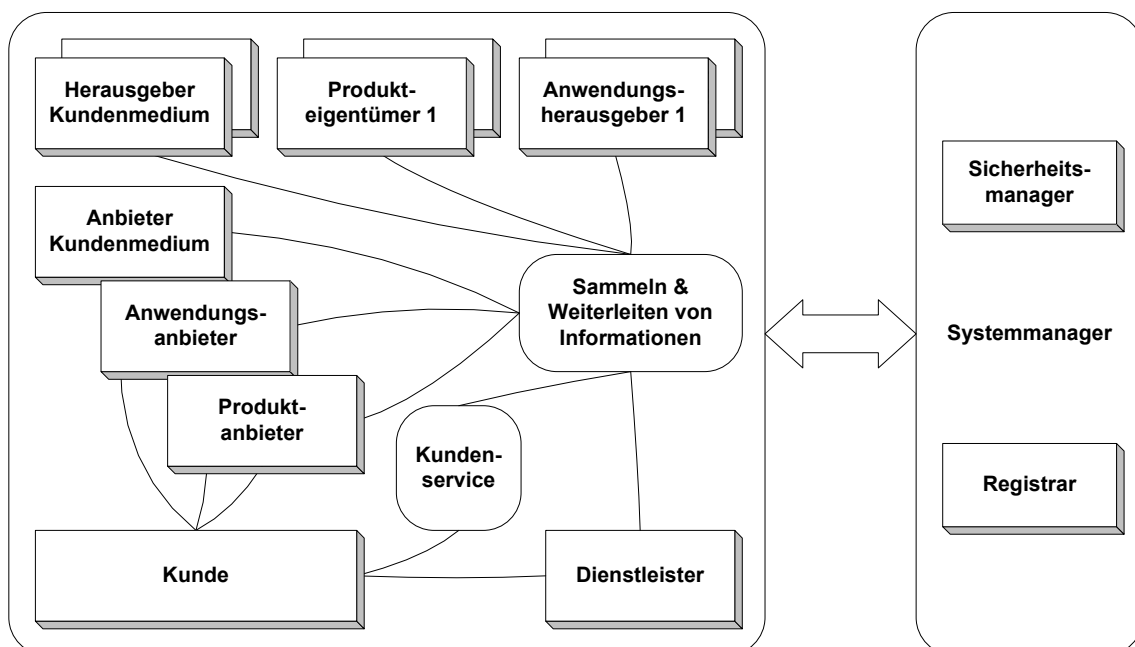 Herausgeber
Kundenmedium
Produkt-
eigentümer 1
Anwendungs-
herausgeber 1
Anbieter
Kundenmedium
Anwendungs-
anbieter
Produkt-
anbieter
Sammeln &
Weiterleiten von
Informationen
Kunden-
service
Kunde
Dienstleister
Sicherheits-
manager
Systemmanager
Registrar